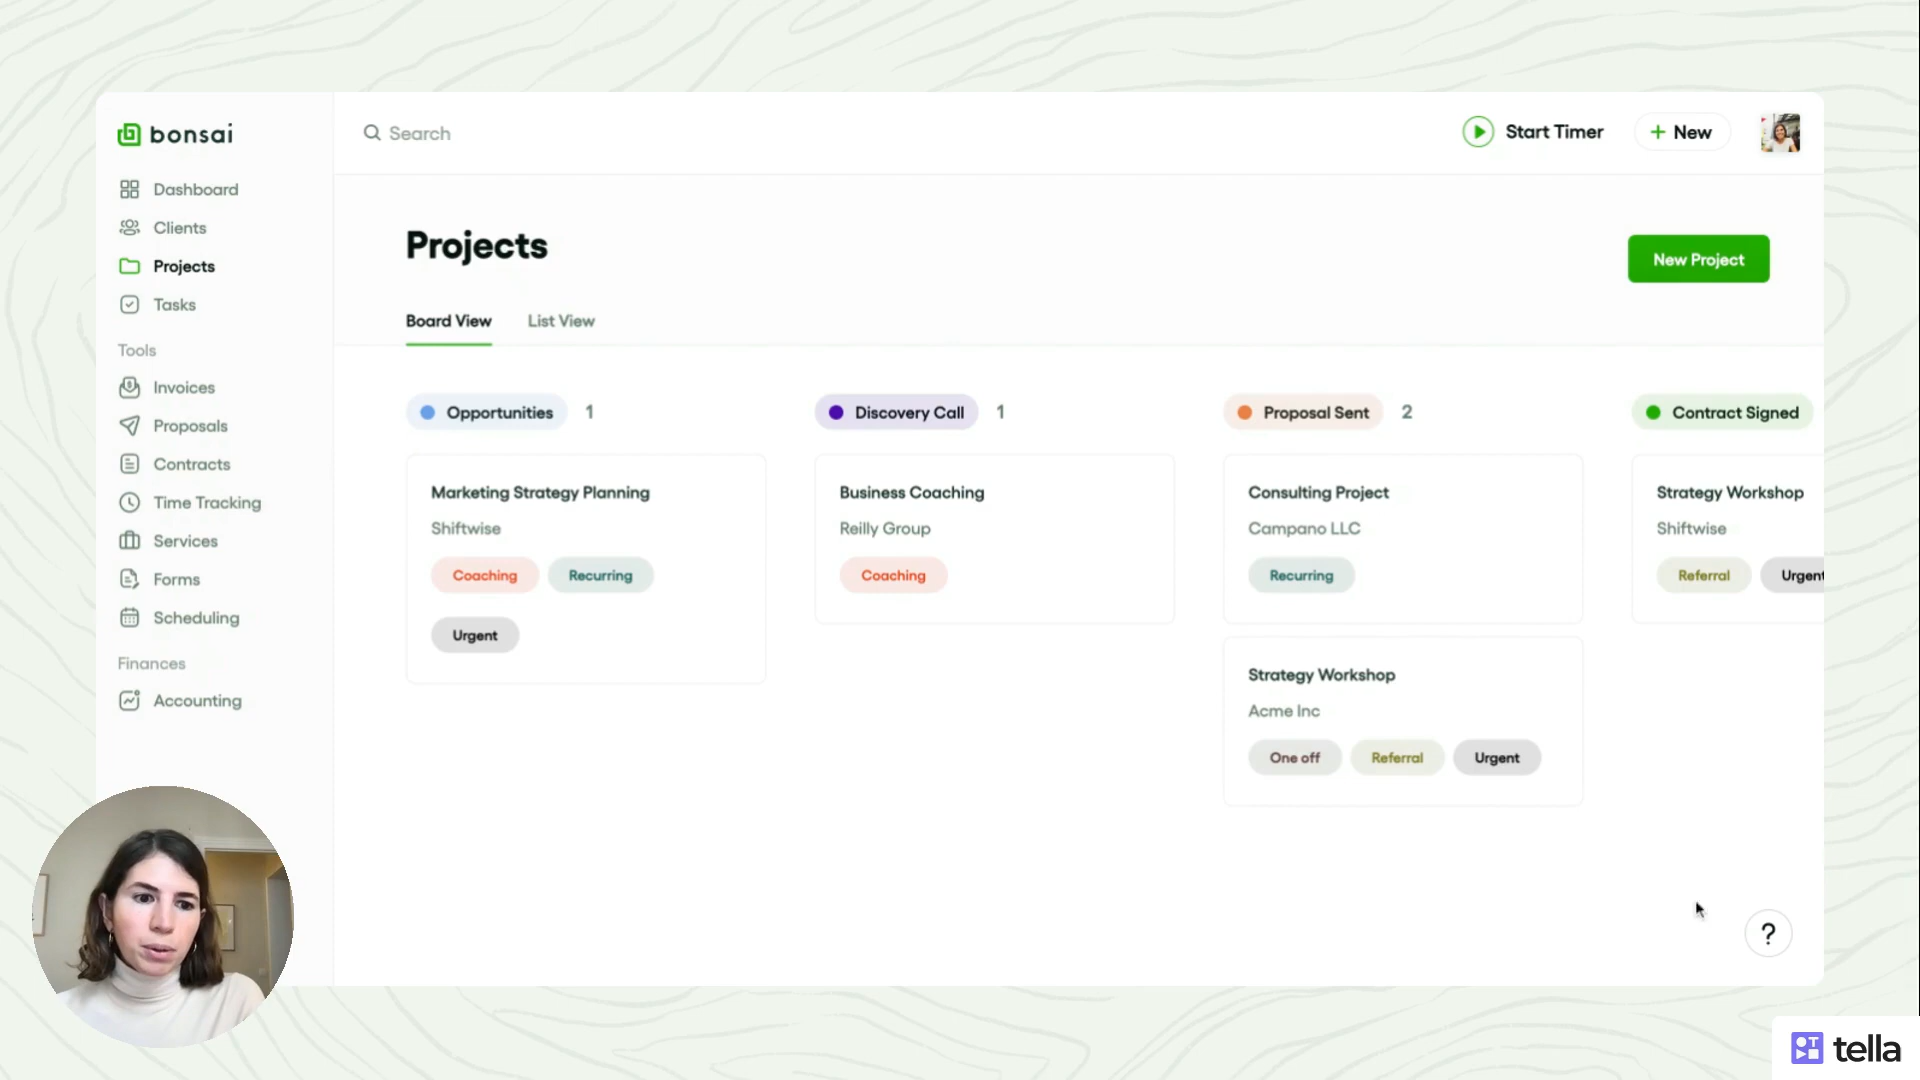 bonsai
Search
Start Timer
+ New
Dashboard
Clients
Projects
Tasks
Tools
Invoices
Proposals
Contracts
Time Tracking
Services
Forms
Scheduling
Finances
Accounting
Projects
New Project
Board View
List View
Opportunities 1
Marketing Strategy Planning
Shiftwise
Coaching
Recurring
Urgent
Discovery Call 1
Business Coaching
Reilly Group
Coaching
Proposal Sent 2
Consulting Project
Campano LLC
Recurring
Strategy Workshop
Acme Inc
One off
Referral
Urgent
Contract Signed
Strategy Workshop
Shiftwise
Referral
Urgent
?
tella